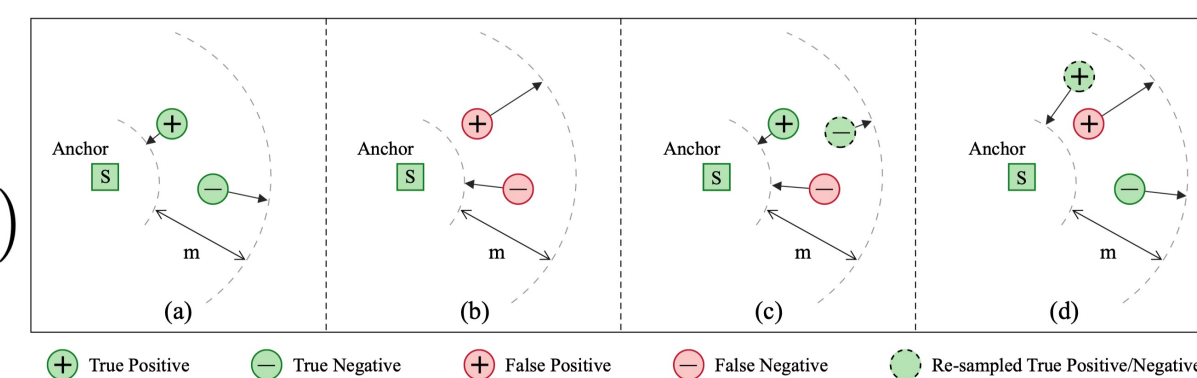 Anchor
S
+
−
m
(a)
Anchor
S
+
−
m
(b)
Anchor
S
+
−
−
m
(c)
Anchor
S
+
+
−
m
(d)
)
+ True Positive − True Negative + False Positive − False Negative Re-sampled True Positive/Negative